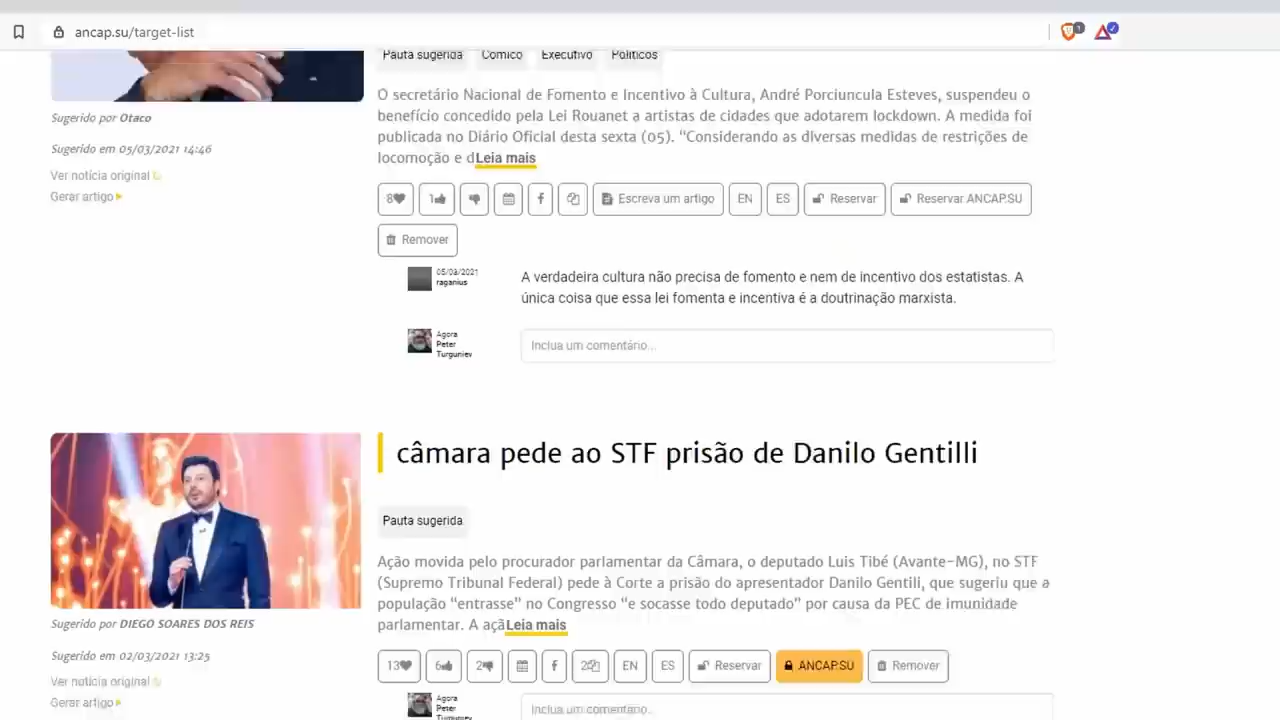 ancap.su/target-list
Pauta sugerida Cômico Executivo Políticos
O secretário Nacional de Fomento e Incentivo à Cultura, André Porciuncula Esteves, suspendeu o
benefício concedido pela Lei Rouanet a artistas de cidades que adotarem lockdown. A medida foi
publicada no Diário Oficial desta sexta (05). “Considerando as diversas medidas de restrições de
locomoção e dLeia mais
Sugerido por Otaco
Sugerido em 05/03/2021 14:46
Ver notícia original
Gerar artigo
8 1 Escreva um artigo EN ES Reservar Reservar ANCAP.SU
Remover
05/03/2021
raganius
A verdadeira cultura não precisa de fomento e nem de incentivo dos estatistas. A
única coisa que essa lei fomenta e incentiva é a doutrinação marxista.
Agora
Peter
Turguniev
Inclua um comentário...
câmara pede ao STF prisão de Danilo Gentilli
Pauta sugerida
Ação movida pelo procurador parlamentar da Câmara, o deputado Luis Tibé (Avante-MG), no STF
(Supremo Tribunal Federal) pede à Corte a prisão do apresentador Danilo Gentili, que sugeriu que a
população “entrasse” no Congresso “e socasse todo deputado” por causa da PEC de imunidade
parlamentar. A açãLeia mais
Sugerido por DIEGO SOARES DOS REIS
Sugerido em 02/03/2021 13:25
Ver notícia original
Gerar artigo
13 6 2 2 EN ES Reservar ANCAP.SU Remover
Agora
Peter
Turguniev
Inclua um comentário...